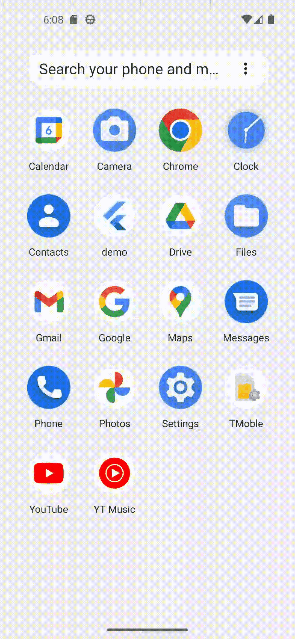 6:08
Search your phone and m...
Calendar Camera Chrome Clock
Contacts demo Drive Files
Gmail Google Maps Messages
Phone Photos Settings TMoble
YouTube YT Music